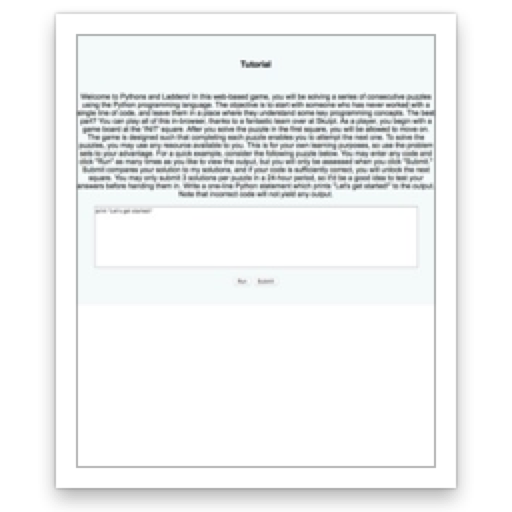 Tutorial
Welcome to Pythons and Ladders! In this web-based game, you will be solving a series of consecutive puzzles
using the Python programming language. The objective is to start with someone who has never worked with a
single line of code, and leave them in a place where they understand some key programming concepts. The best
part? You can play all of this in-browser, thanks to a fantastic team over at Skulpt. As a player, you begin with a
game board at the "INIT" square. After you solve the puzzle in the first square, you will be allowed to move on.
The game is designed such that completing each puzzle enables you to attempt the next one. To solve the
puzzles, you may use any resource available to you. This is for your own learning purposes, so use the problem
sets to your advantage. For a quick example, consider the following puzzle below. You may enter any code and
click "Run" as many times as you like to view the output, but you will only be assessed when you click "Submit."
Submit compares your solution to my solutions, and if your code is sufficiently correct, you will unlock the next
square. You may only submit 3 solutions per puzzle in a 24-hour period, so it'd be a good idea to test your
answers before handing them in. Write a one-line Python statement which prints "Let's get started!" to the output.
Note that incorrect code will not yield any output.
print "Let's get started!"
Run Submit